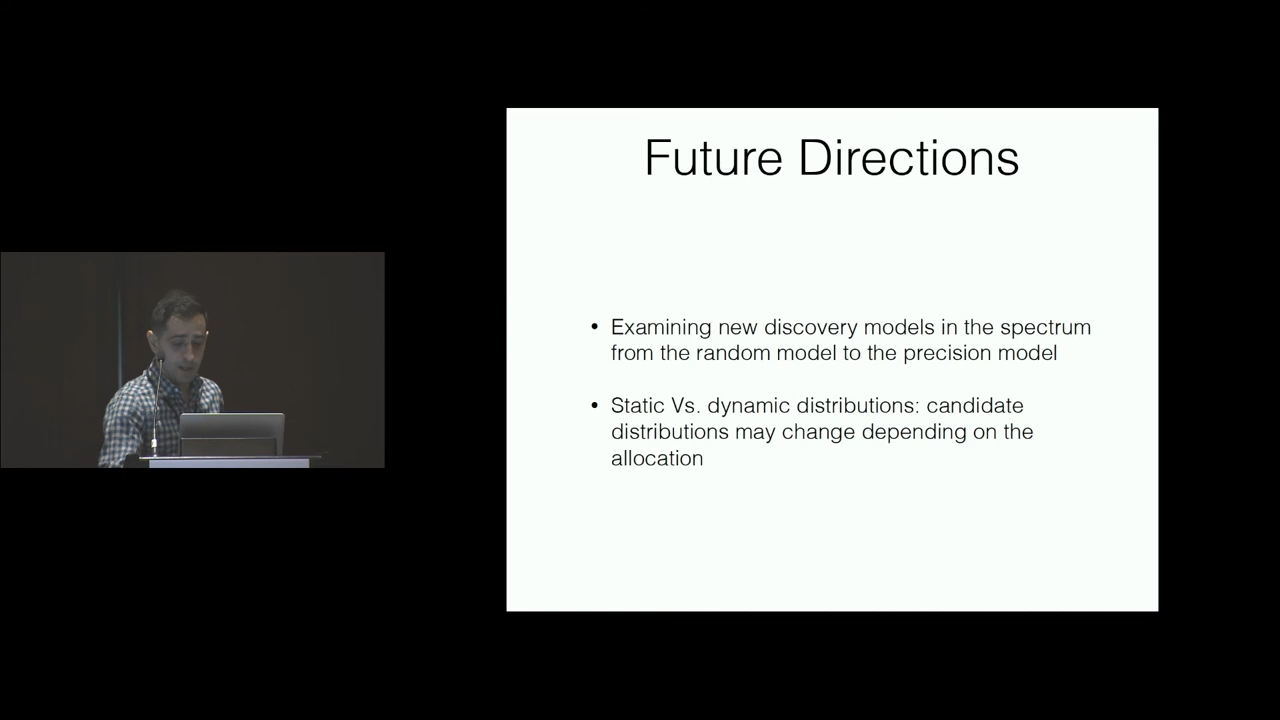 Future Directions
• Examining new discovery models in the spectrum
from the random model to the precision model
• Static Vs. dynamic distributions: candidate
distributions may change depending on the
allocation